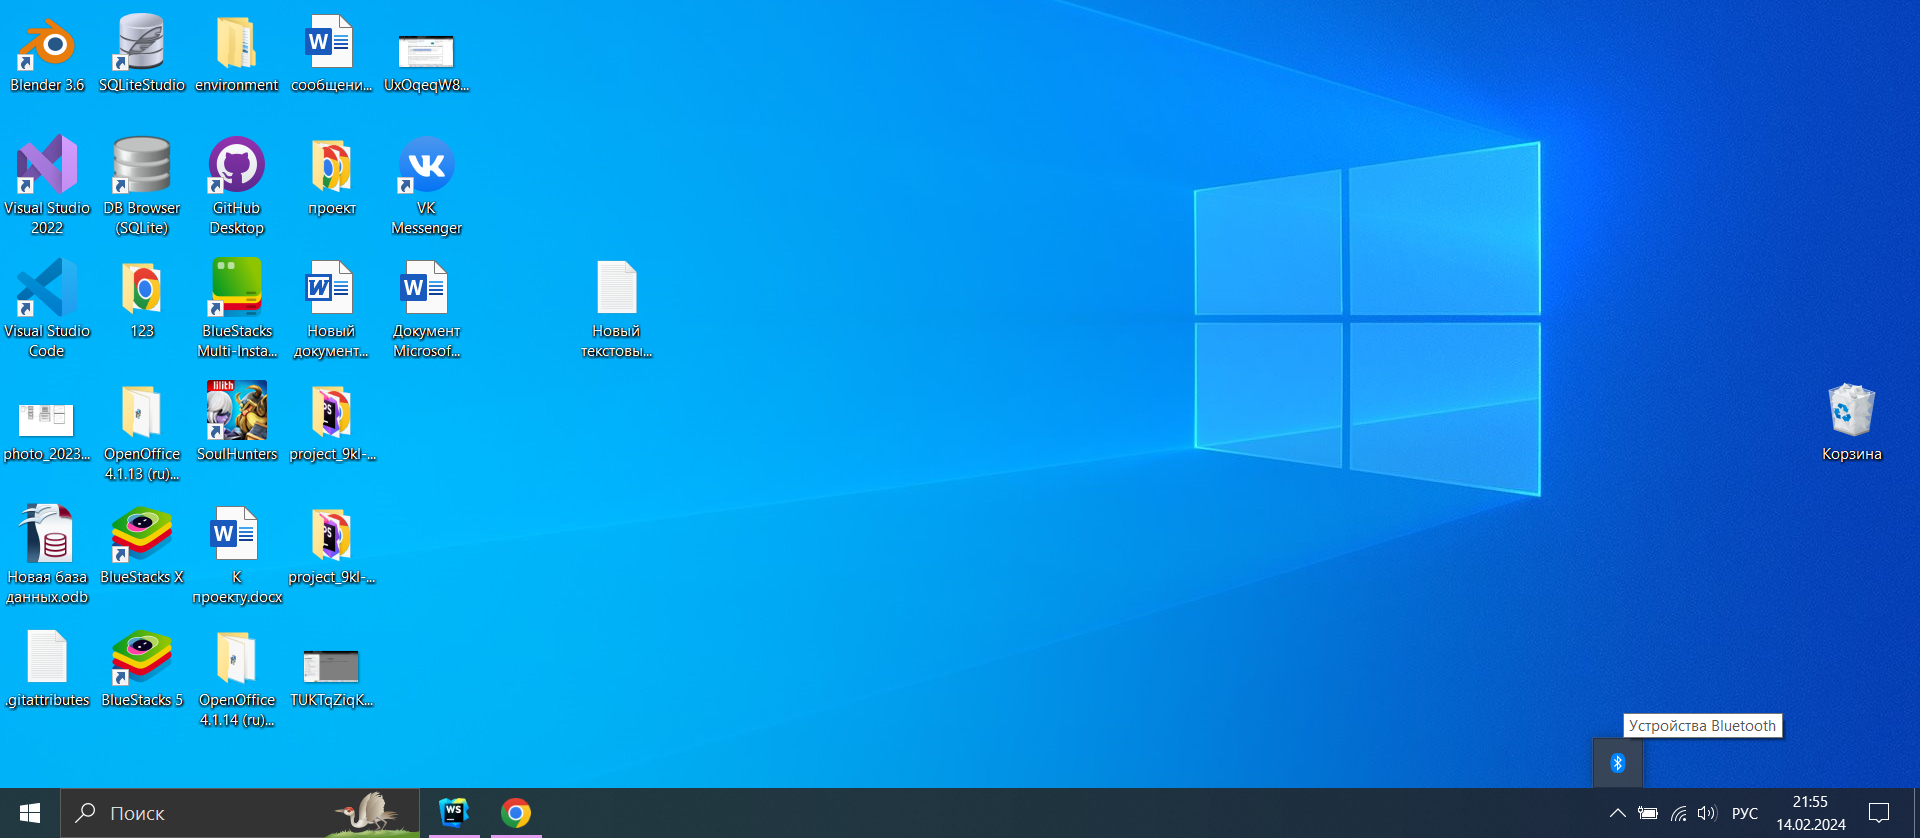 Blender 3.6
SQLiteStudio
environment
сообщени...
UxOqeqW8...
Visual Studio
2022
DB Browser
(SQLite)
GitHub
Desktop
проект
VK
Messenger
Visual Studio
Code
123
BlueStacks
Multi-Insta...
Новый
документ...
Документ
Microsof...
Новый
текстовы...
photo_2023...
OpenOffice
4.1.13 (ru)...
lilith
SoulHunters
project_9kl-...
Корзина
Новая база
данных.odb
BlueStacks X
К
проекту.docx
project_9kl-...
.gitattributes
BlueStacks 5
OpenOffice
4.1.14 (ru)...
TUKTqZiqK...
Устройства Bluetooth
Поиск
WS
РУС
21:55
14.02.2024